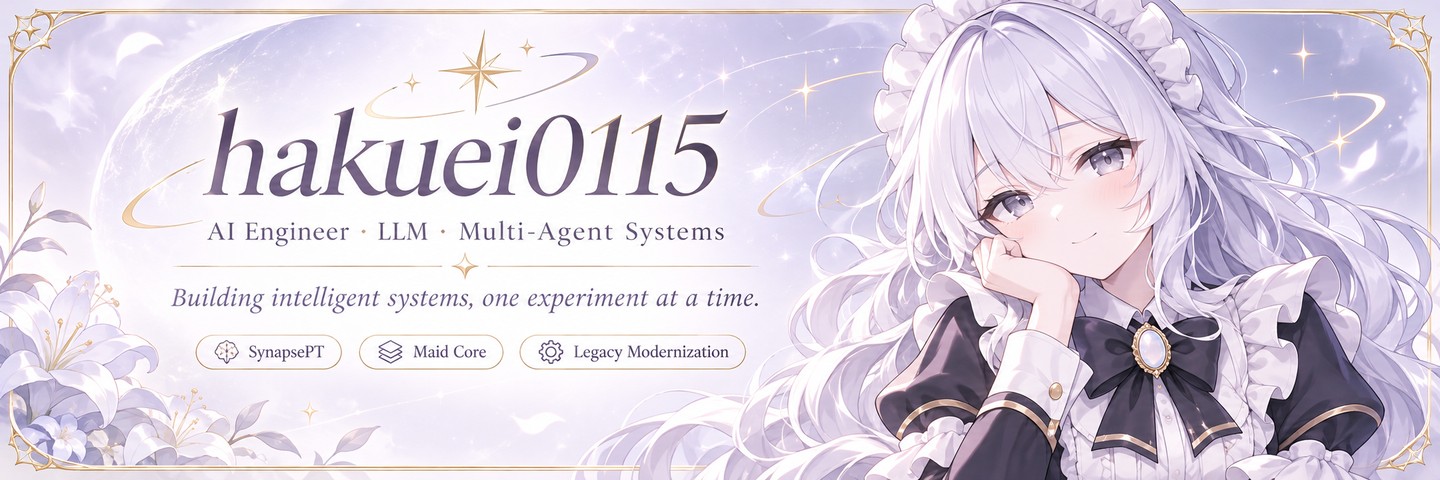 hakuei0115
AI Engineer · LLM · Multi-Agent Systems
Building intelligent systems, one experiment at a time.
SynapsePT
Maid Core
Legacy Modernization